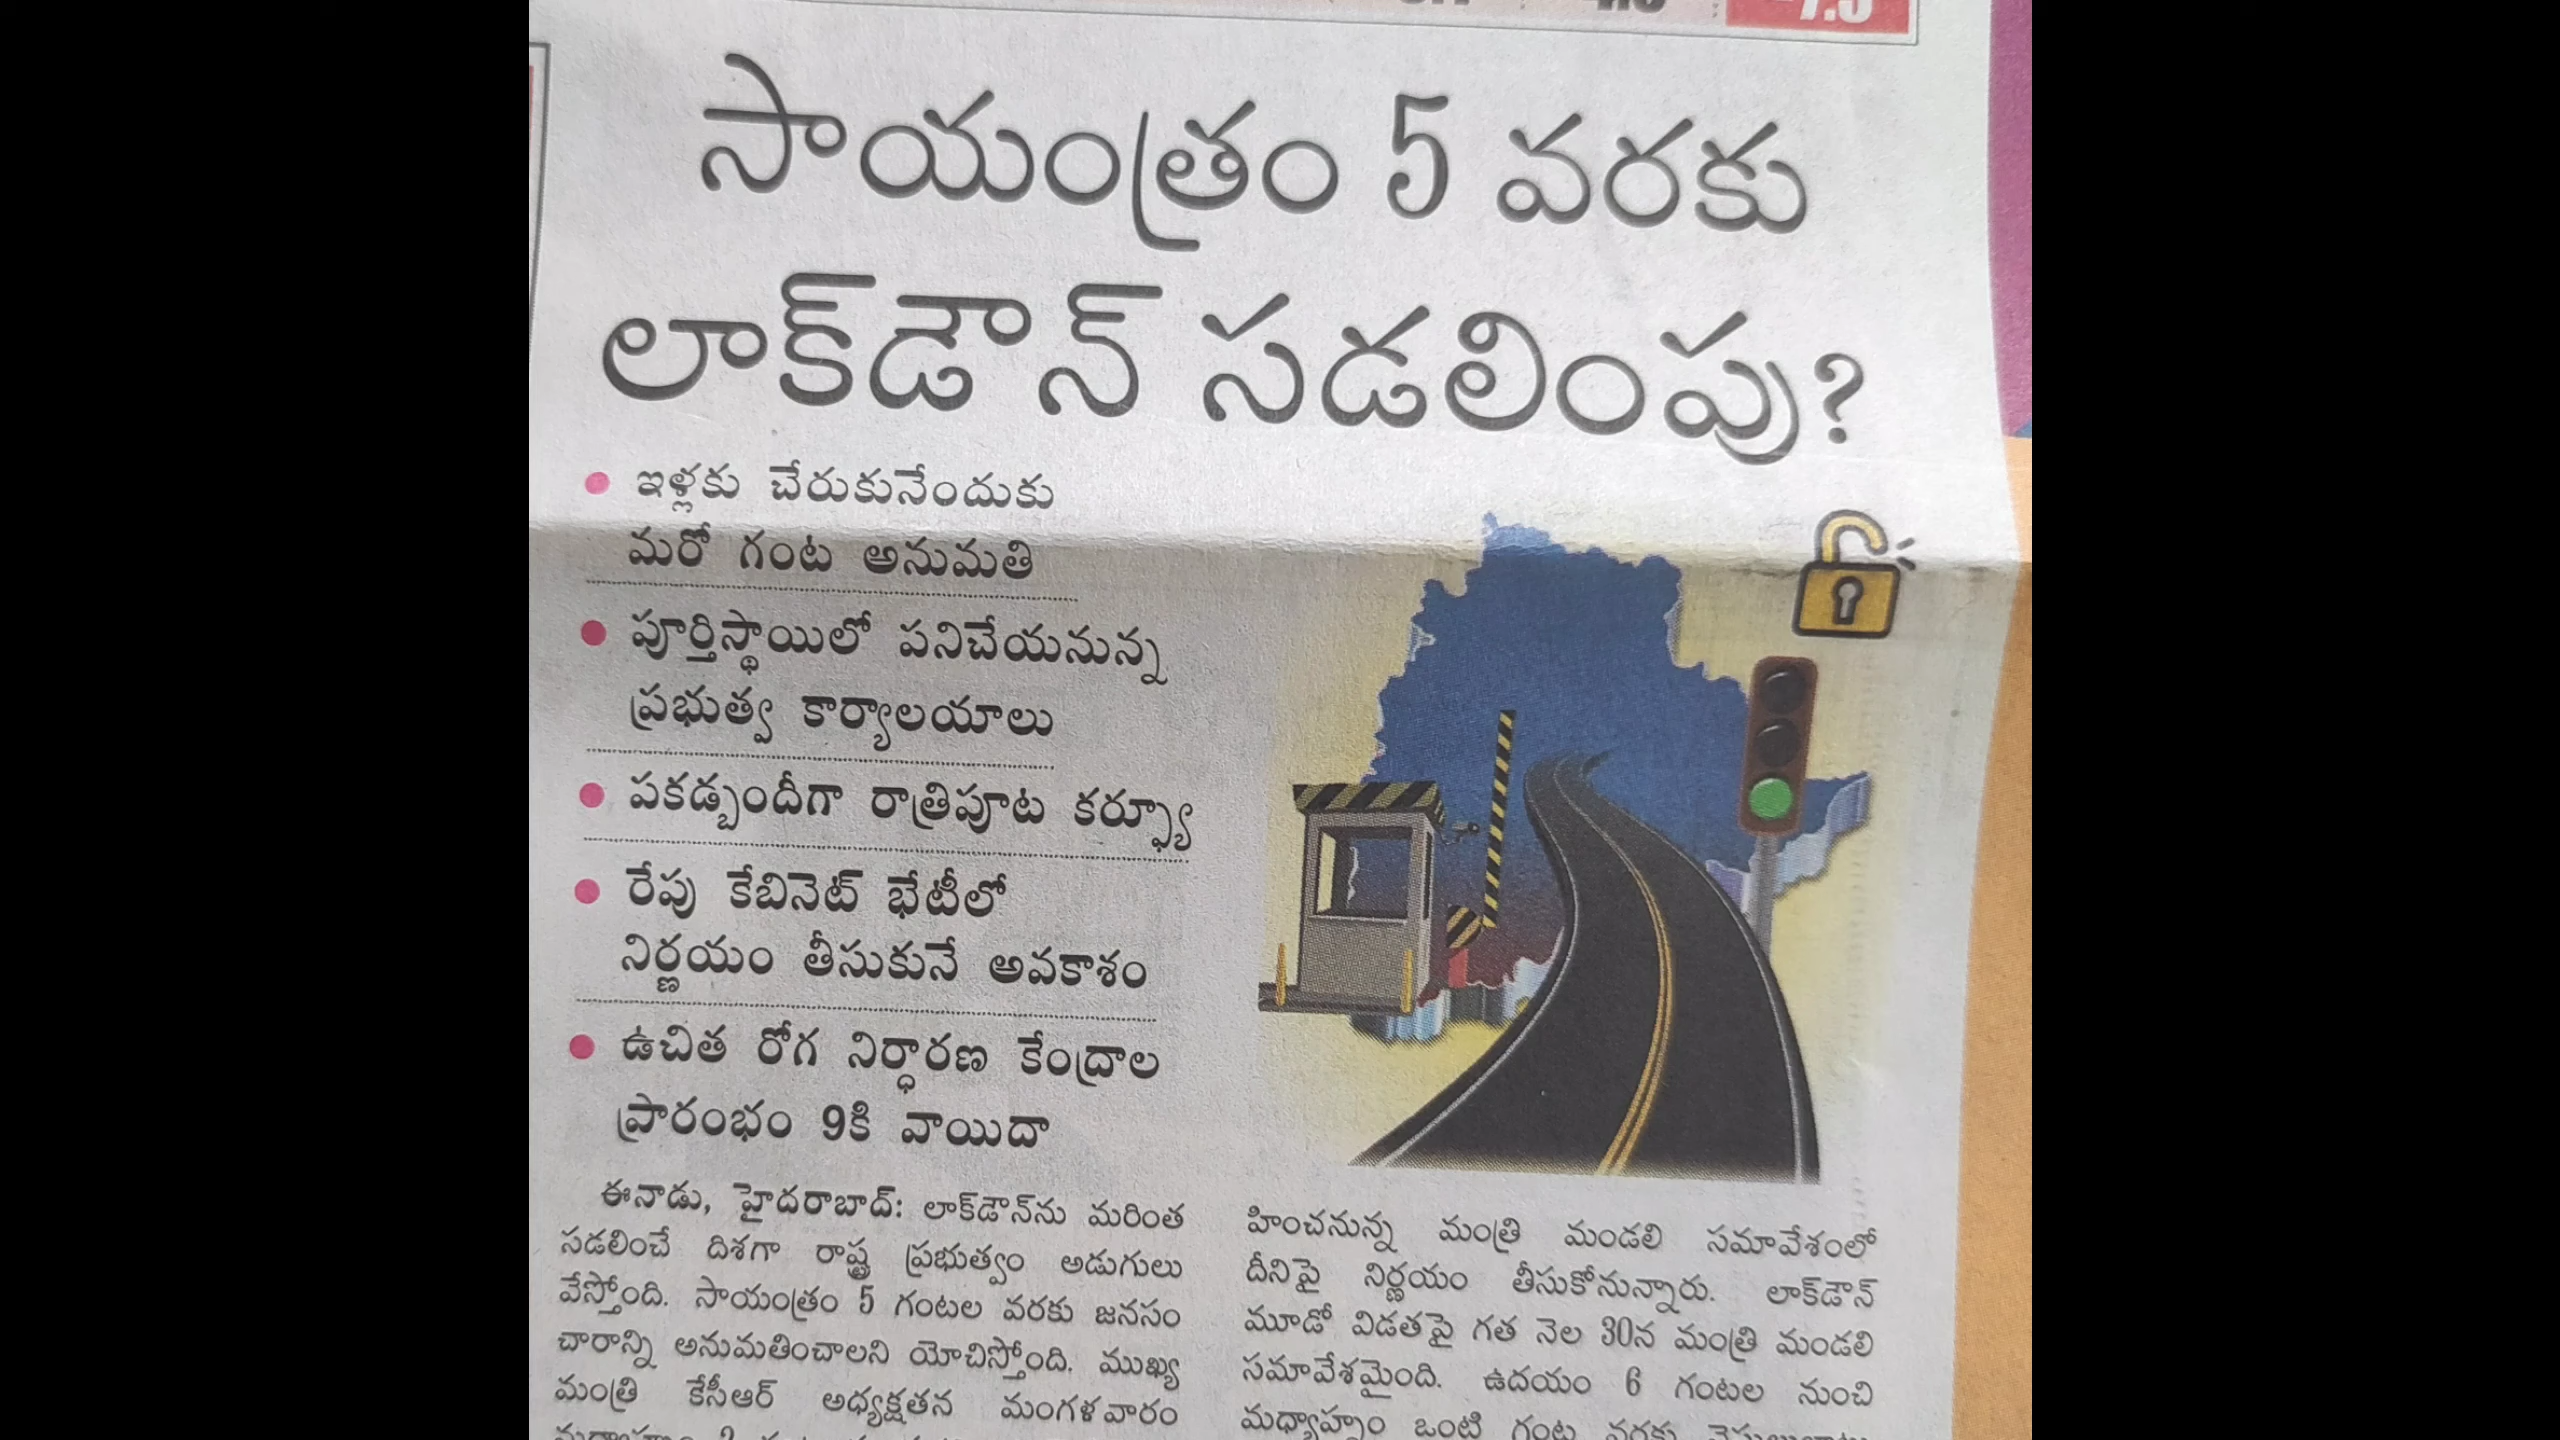 సాయంత్రం 5 వరకు
లాక్‌డౌన్ సడలింపు?
● ఇళ్లకు చేరుకునేందుకు
మరో గంట అనుమతి
● పూర్తిస్థాయిలో పనిచేయనున్న
ప్రభుత్వ కార్యాలయాలు
● పకడ్బందీగా రాత్రిపూట కర్ఫ్యూ
● రేపు కేబినెట్ భేటీలో
నిర్ణయం తీసుకునే అవకాశం
● ఉచిత రోగ నిర్ధారణ కేంద్రాల
ప్రారంభం 9కి వాయిదా
ఈనాడు, హైదరాబాద్: లాక్‌డౌన్‌ను మరింత
సడలించే దిశగా రాష్ట్ర ప్రభుత్వం అడుగులు
వేస్తోంది. సాయంత్రం 5 గంటల వరకు జనసం
చారాన్ని అనుమతించాలని యోచిస్తోంది. ముఖ్య
మంత్రి కేసీఆర్ అధ్యక్షతన మంగళవారం
హించనున్న మంత్రి మండలి సమావేశంలో
దీనిపై నిర్ణయం తీసుకోనున్నారు. లాక్‌డౌన్
మూడో విడతపై గత నెల 30న మంత్రి మండలి
సమావేశమైంది. ఉదయం 6 గంటల నుంచి
మధ్యాహ్నం ఒంటి గంట వరకు